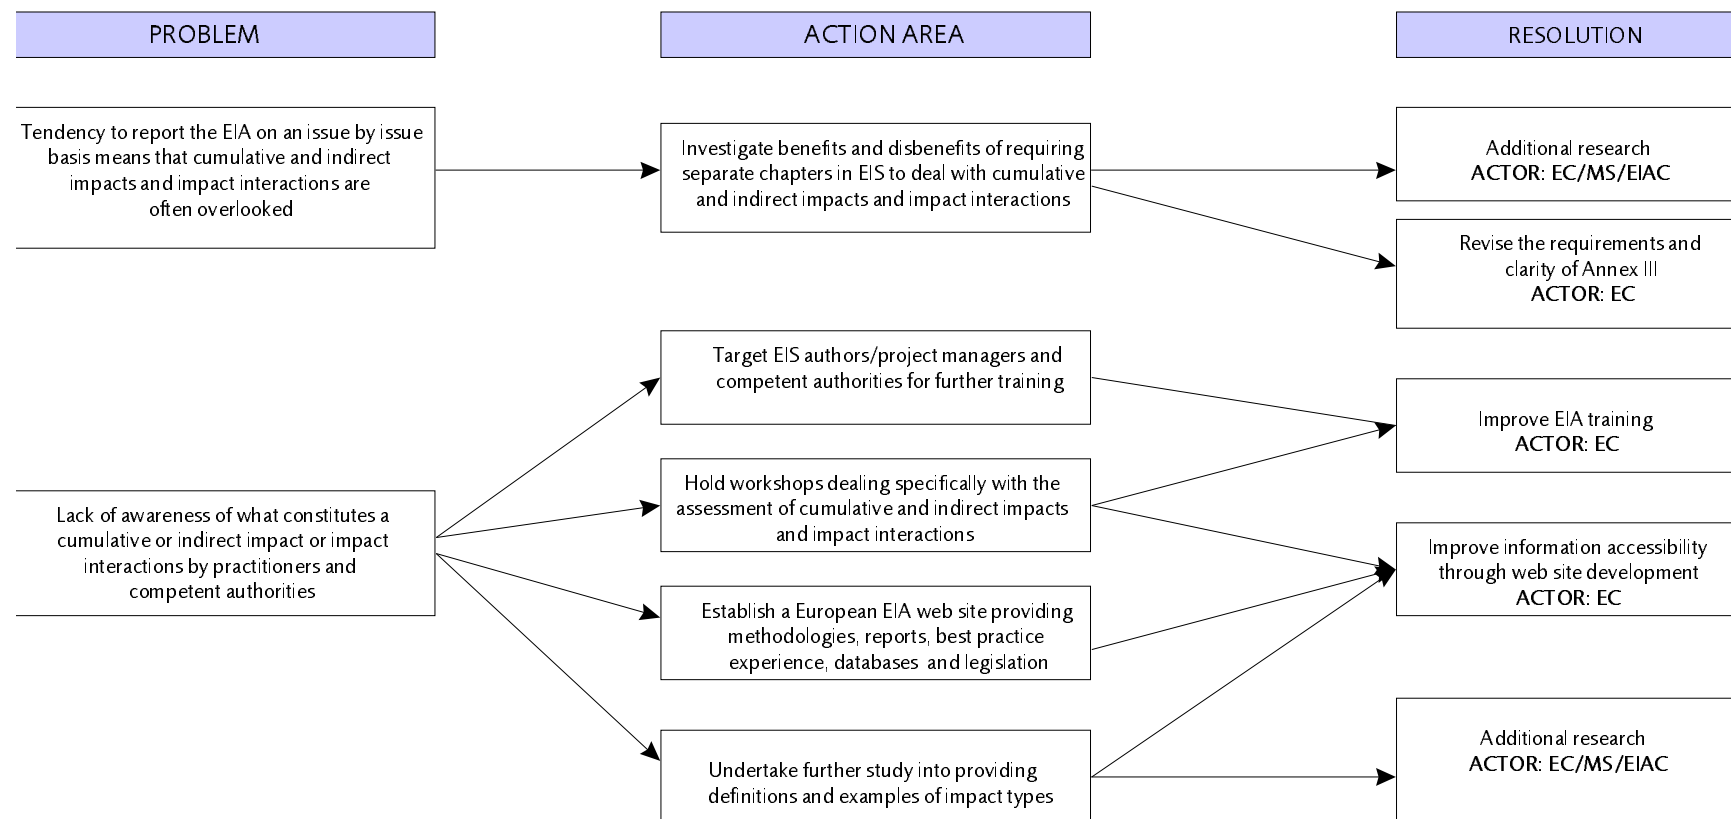 PROBLEM
ACTION AREA
RESOLUTION
Tendency to report the EIA on an issue by issue
basis means that cumulative and indirect
impacts and impact interactions are
often overlooked
Investigate benefits and disbenefits of requiring
separate chapters in EIS to deal with cumulative
and indirect impacts and impact interactions
Additional research
ACTOR: EC/MS/EIAC
Revise the requirements and
clarity of Annex III
ACTOR: EC
Target EIS authors/project managers and
competent authorities for further training
Improve EIA training
ACTOR: EC
Lack of awareness of what constitutes a
cumulative or indirect impact or impact
interactions by practitioners and
competent authorities
Hold workshops dealing specifically with the
assessment of cumulative and indirect impacts
and impact interactions
Improve information accessibility
through web site development
ACTOR: EC
Establish a European EIA web site providing
methodologies, reports, best practice
experience, databases and legislation
Undertake further study into providing
definitions and examples of impact types
Additional research
ACTOR: EC/MS/EIAC